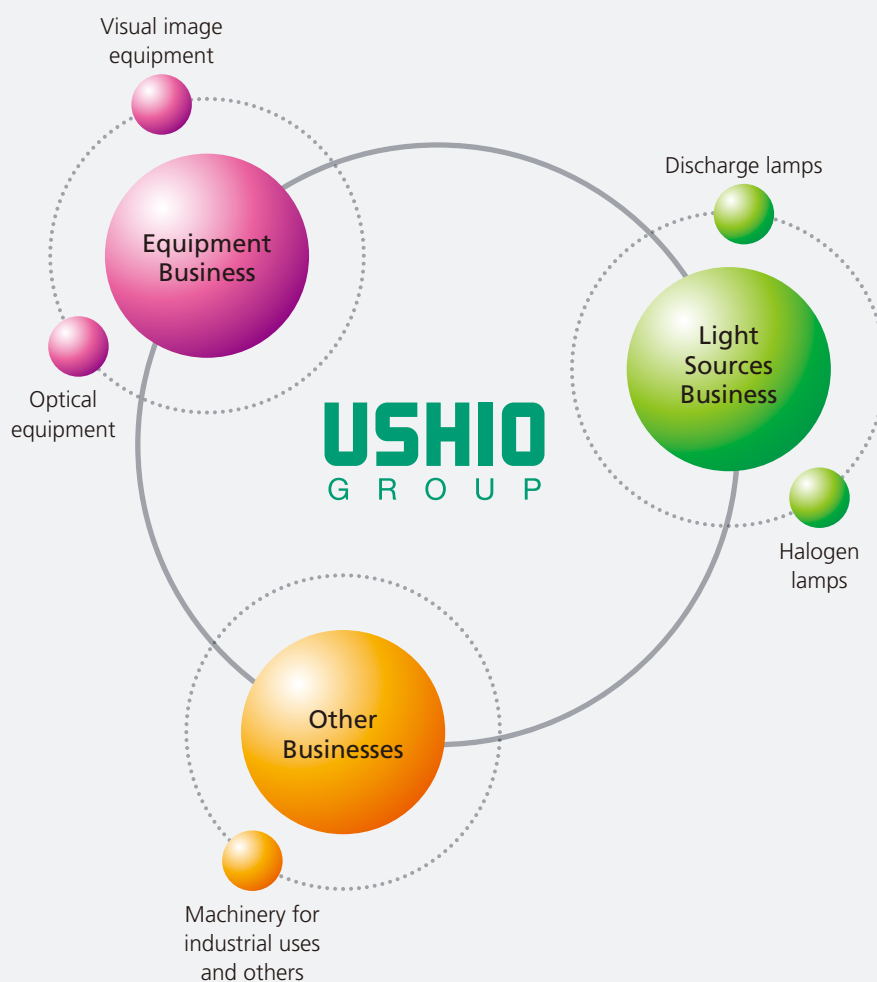 Visual image
equipment
Equipment
Business
Optical
equipment
Discharge lamps
Light
Sources
Business
Halogen
lamps
USHIO
GROUP
Other
Businesses
Machinery for
industrial uses
and others